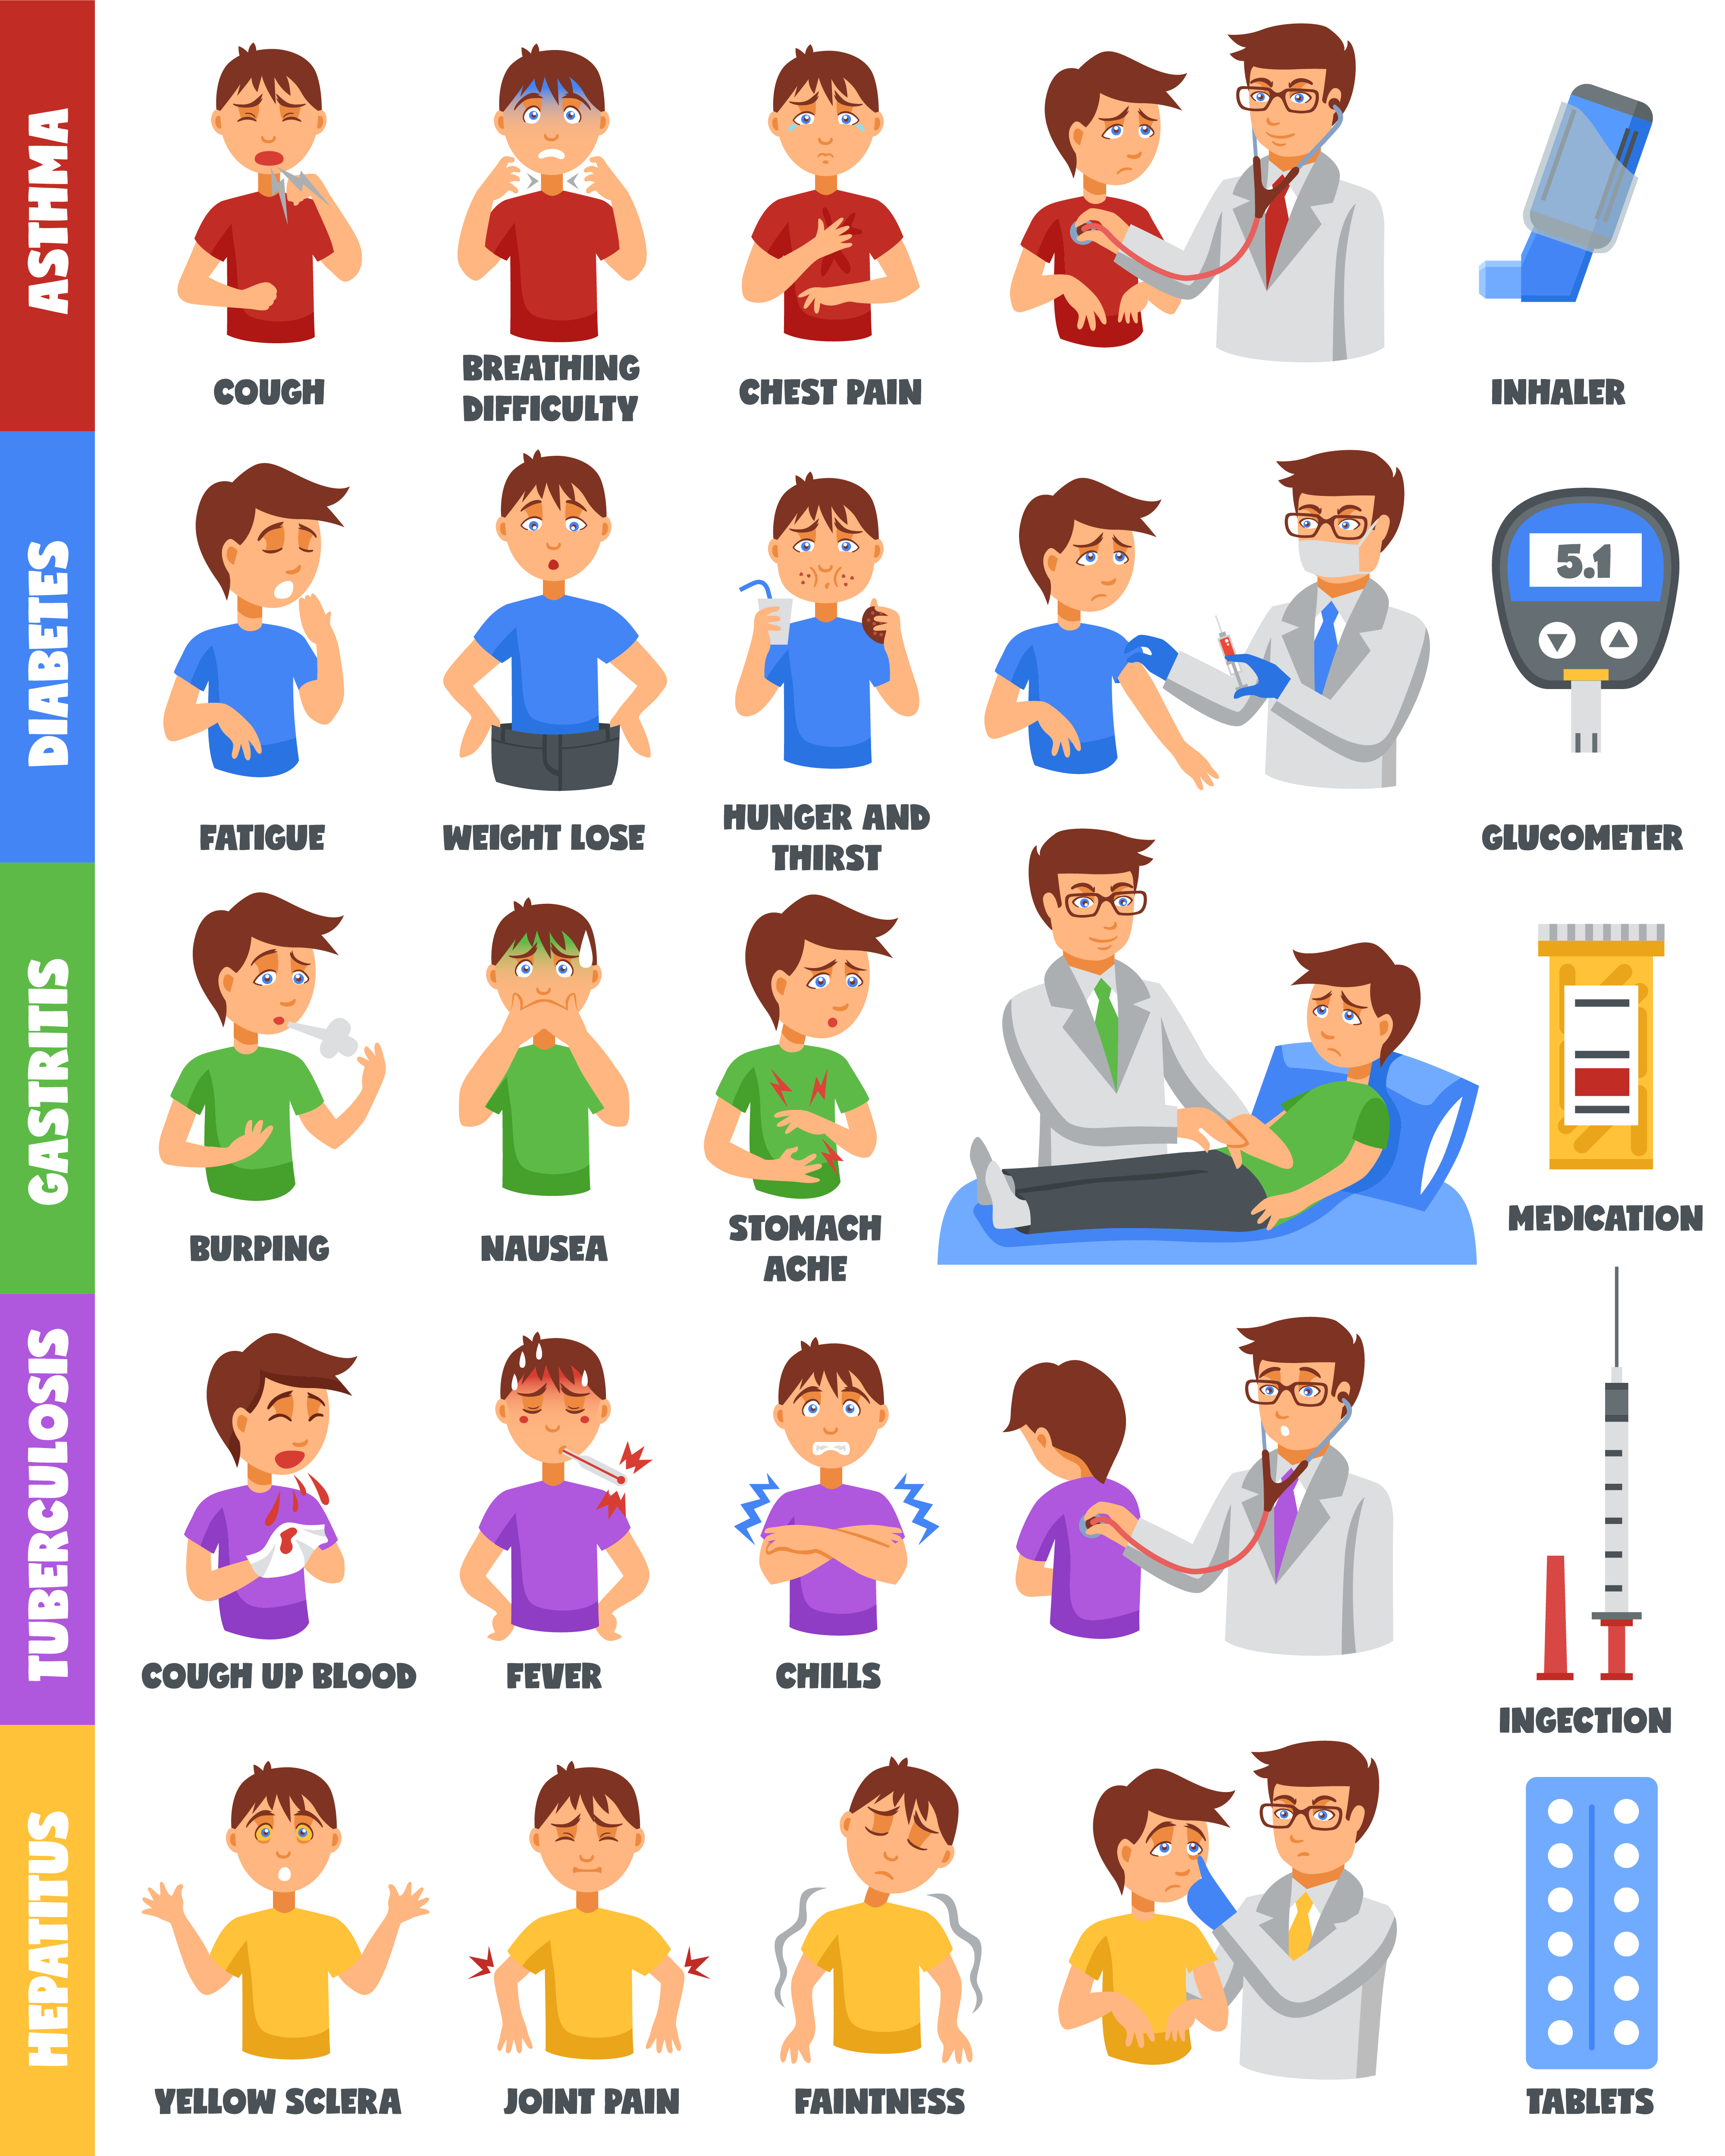 ASTHMA
COUGH
BREATHING
DIFFICULTY
CHEST PAIN
INHALER
DIABETES
5.1
FATIGUE
WEIGHT LOSE
HUNGER AND
THIRST
GLUCOMETER
GASTRITIS
BURPING
NAUSEA
STOMACH
ACHE
MEDICATION
TUBERCULOSIS
COUGH UP BLOOD
FEVER
CHILLS
INGECTION
HEPATITUS
YELLOW SCLERA
JOINT PAIN
FAINTNESS
TABLETS